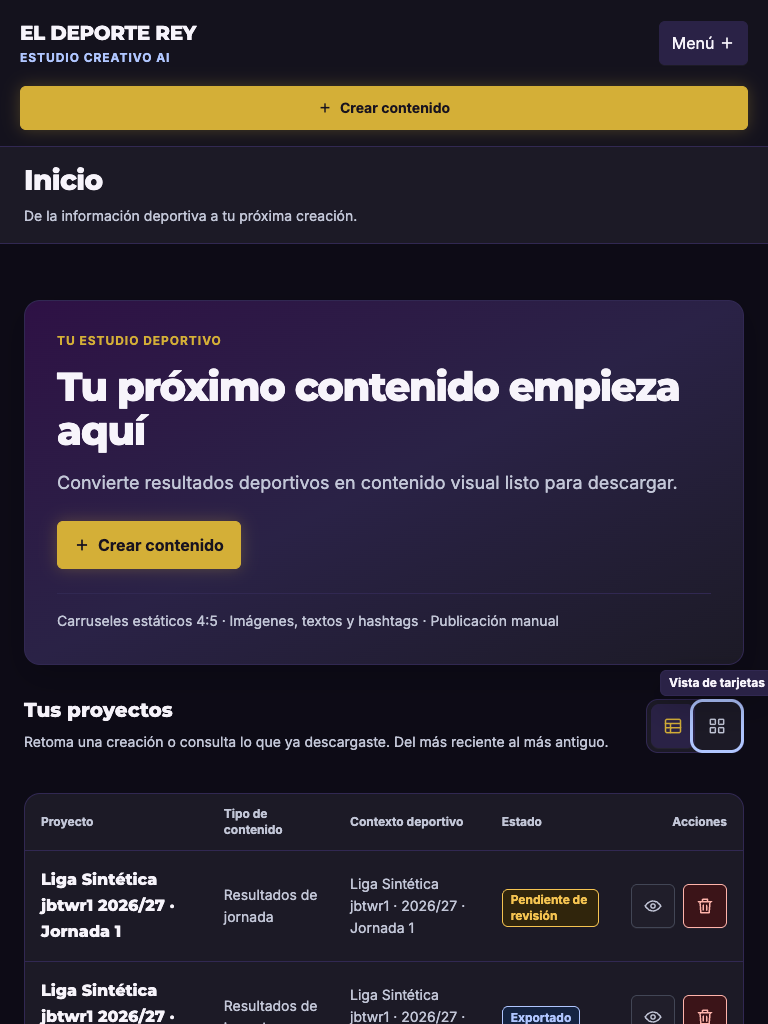 EL DEPORTE REY
ESTUDIO CREATIVO AI
Menú +
+ Crear contenido
Inicio
De la información deportiva a tu próxima creación.
TU ESTUDIO DEPORTIVO
Tu próximo contenido empieza
aquí
Convierte resultados deportivos en contenido visual listo para descargar.
+ Crear contenido
Carruseles estáticos 4:5 · Imágenes, textos y hashtags · Publicación manual
Vista de tarjetas
Tus proyectos
Retoma una creación o consulta lo que ya descargaste. Del más reciente al más antiguo.
Proyecto
Tipo de
contenido
Contexto deportivo
Estado
Acciones
Liga Sintética
jbtwr1 2026/27 ·
Jornada 1
Resultados de
jornada
Liga Sintética
jbtwr1 · 2026/27 ·
Jornada 1
Pendiente de
revisión
Liga Sintética
jbtwr1 2026/27 ·
Resultados de
Liga Sintética
jbtwr1 · 2026/27 ·
Exportado